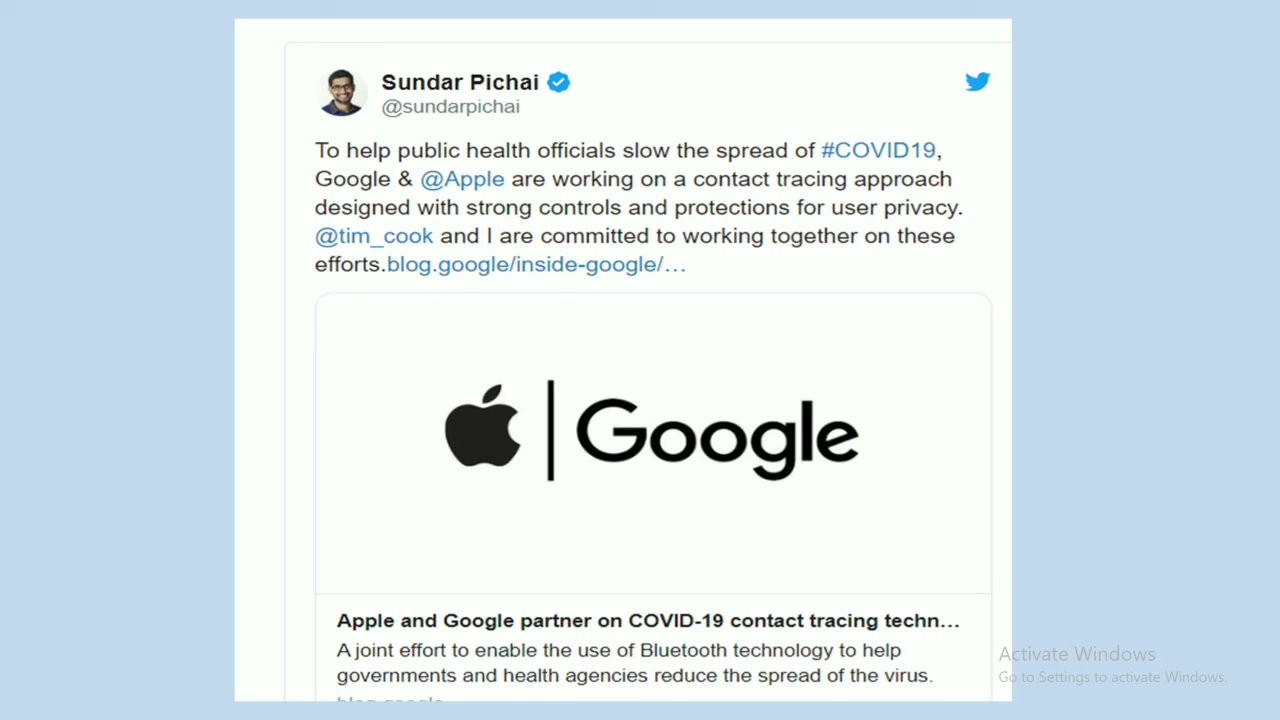 Sundar Pichai
@sundarpichai
To help public health officials slow the spread of #COVID19,
Google & @Apple are working on a contact tracing approach
designed with strong controls and protections for user privacy.
@tim_cook and I are committed to working together on these
efforts.blog.google/inside-google/…
Google
Apple and Google partner on COVID-19 contact tracing techn…
A joint effort to enable the use of Bluetooth technology to help
governments and health agencies reduce the spread of the virus.
blog.google
Activate Windows
Go to Settings to activate Windows.